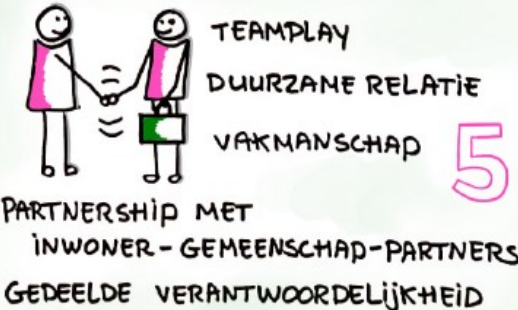 TEAMPLAY
DUURZAME RELATIE
VAKMANSCHAP
5
PARTNERSHIP MET
INWONER-GEMEENSCHAP-PARTNERS
GEDEELDE VERANTWOORDELIJKHEID